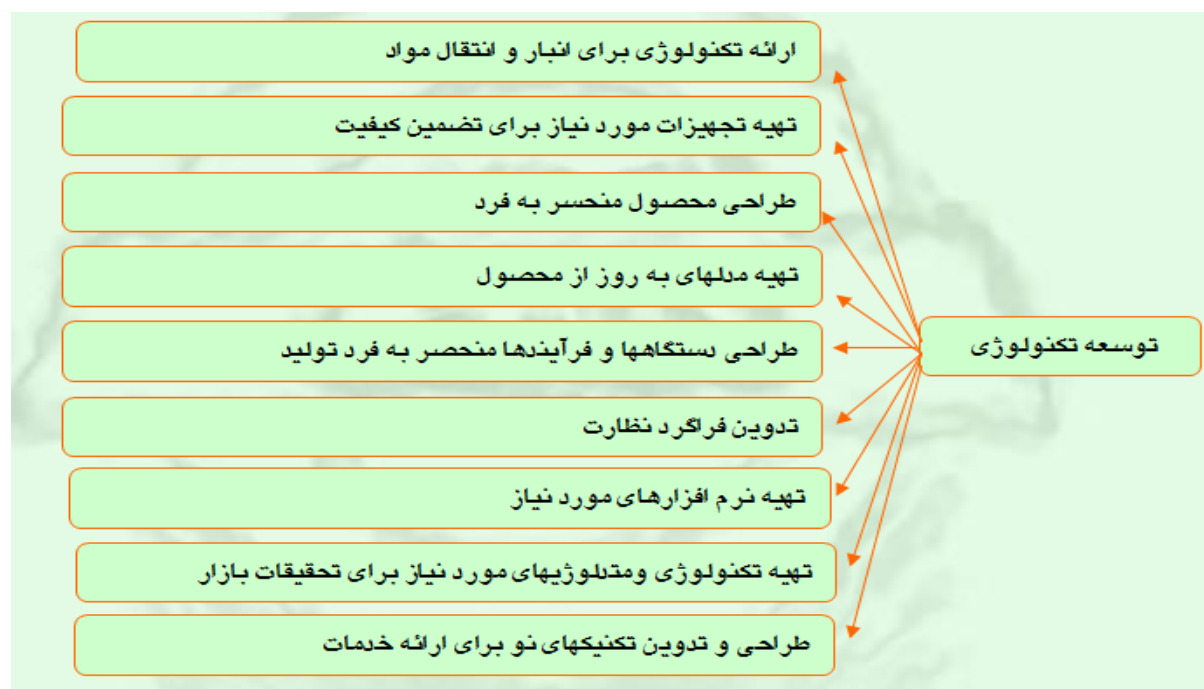 ارائه تکنولوژی برای انبار و انتقال مواد
تهیه تجهیزات مورد نیاز برای تضمین کیفیت
طراحی محصول منحسر به فرد
تهیه مدلهای به روز از محصول
توسعه تکنولوژی
طراحی دستگاهها و فرآیندها منحصر به فرد تولید
تدوین فراگرد نظارت
تهیه نرم افزارهای مورد نیاز
تهیه تکنولوژی ومتدلوژیهای مورد نیاز برای تحقیقات بازار
طراحی و تدوین تکنیکهای نو برای ارائه خدمات